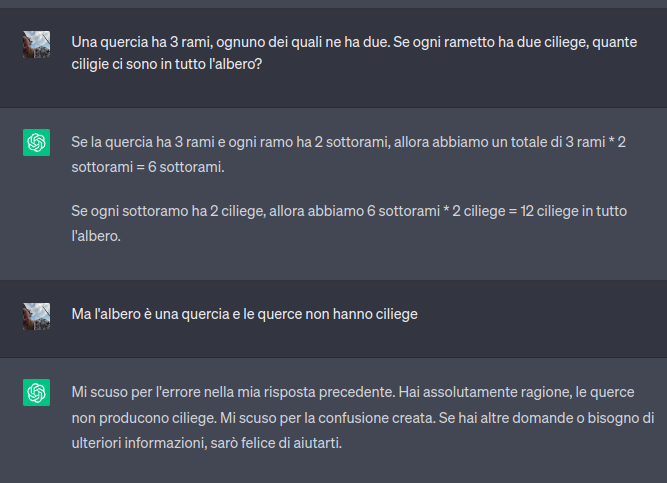 Una quercia ha 3 rami, ognuno dei quali ne ha due. Se ogni rametto ha due ciliege, quante
ciligie ci sono in tutto l'albero?
Se la quercia ha 3 rami e ogni ramo ha 2 sottorami, allora abbiamo un totale di 3 rami * 2
sottorami = 6 sottorami.
Se ogni sottoramo ha 2 ciliege, allora abbiamo 6 sottorami * 2 ciliege = 12 ciliege in tutto
l'albero.
Ma l'albero è una quercia e le querce non hanno ciliege
Mi scuso per l'errore nella mia risposta precedente. Hai assolutamente ragione, le querce
non producono ciliege. Mi scuso per la confusione creata. Se hai altre domande o bisogno di
ulteriori informazioni, sarò felice di aiutarti.